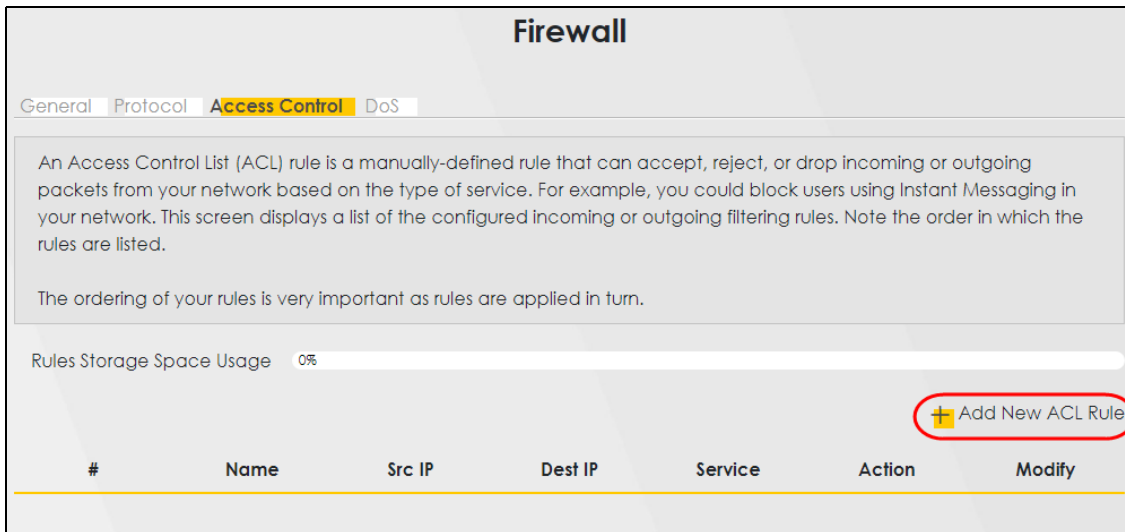 Firewall
General Protocol Access Control DoS
An Access Control List (ACL) rule is a manually-defined rule that can accept, reject, or drop incoming or outgoing
packets from your network based on the type of service. For example, you could block users using Instant Messaging in
your network. This screen displays a list of the configured incoming or outgoing filtering rules. Note the order in which the
rules are listed.
The ordering of your rules is very important as rules are applied in turn.
Rules Storage Space Usage 0%
+ Add New ACL Rule
# Name Src IP Dest IP Service Action Modify